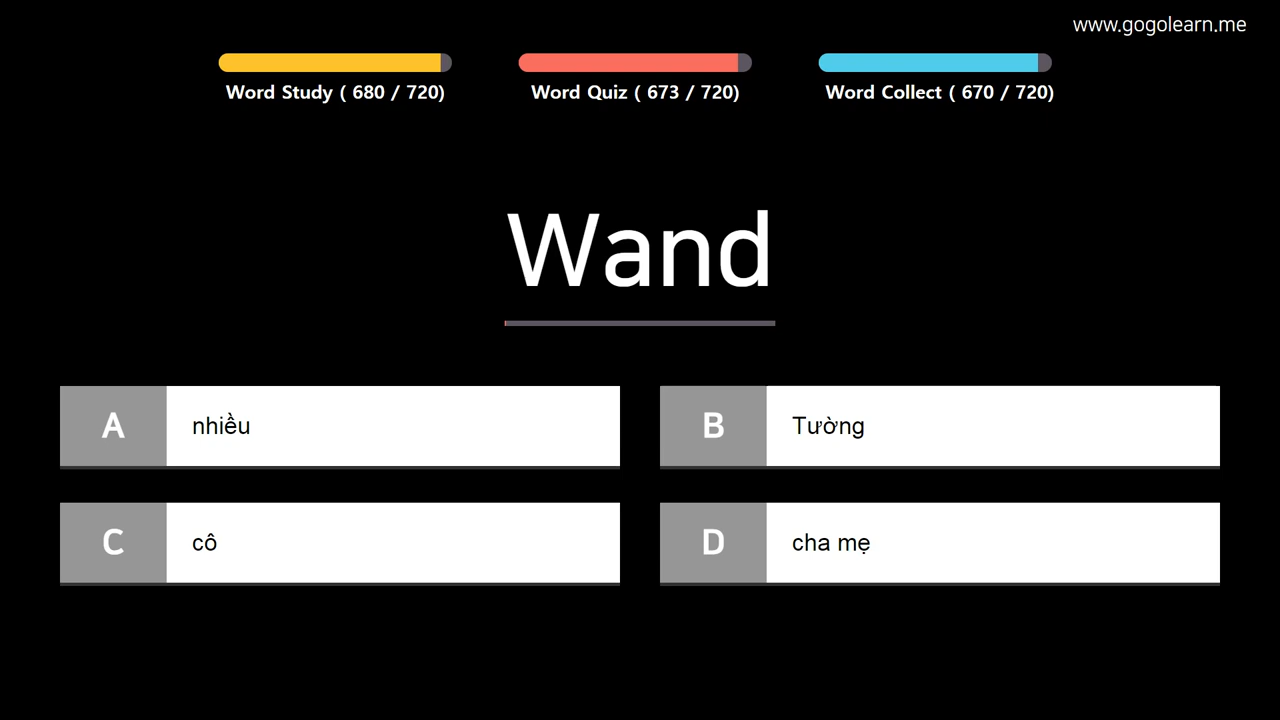 www.gogolearn.me
Word Study ( 680 / 720)
Word Quiz ( 673 / 720)
Word Collect ( 670 / 720)
Wand
A
nhiều
B
Tường
C
cô
D
cha mẹ